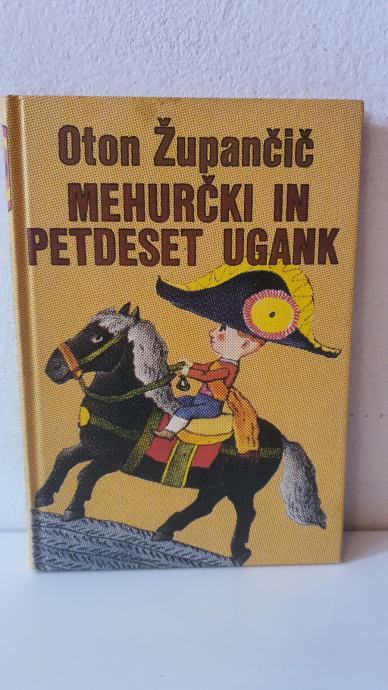 Oton Župančič
MEHURČKI IN
PETDESET UGANK